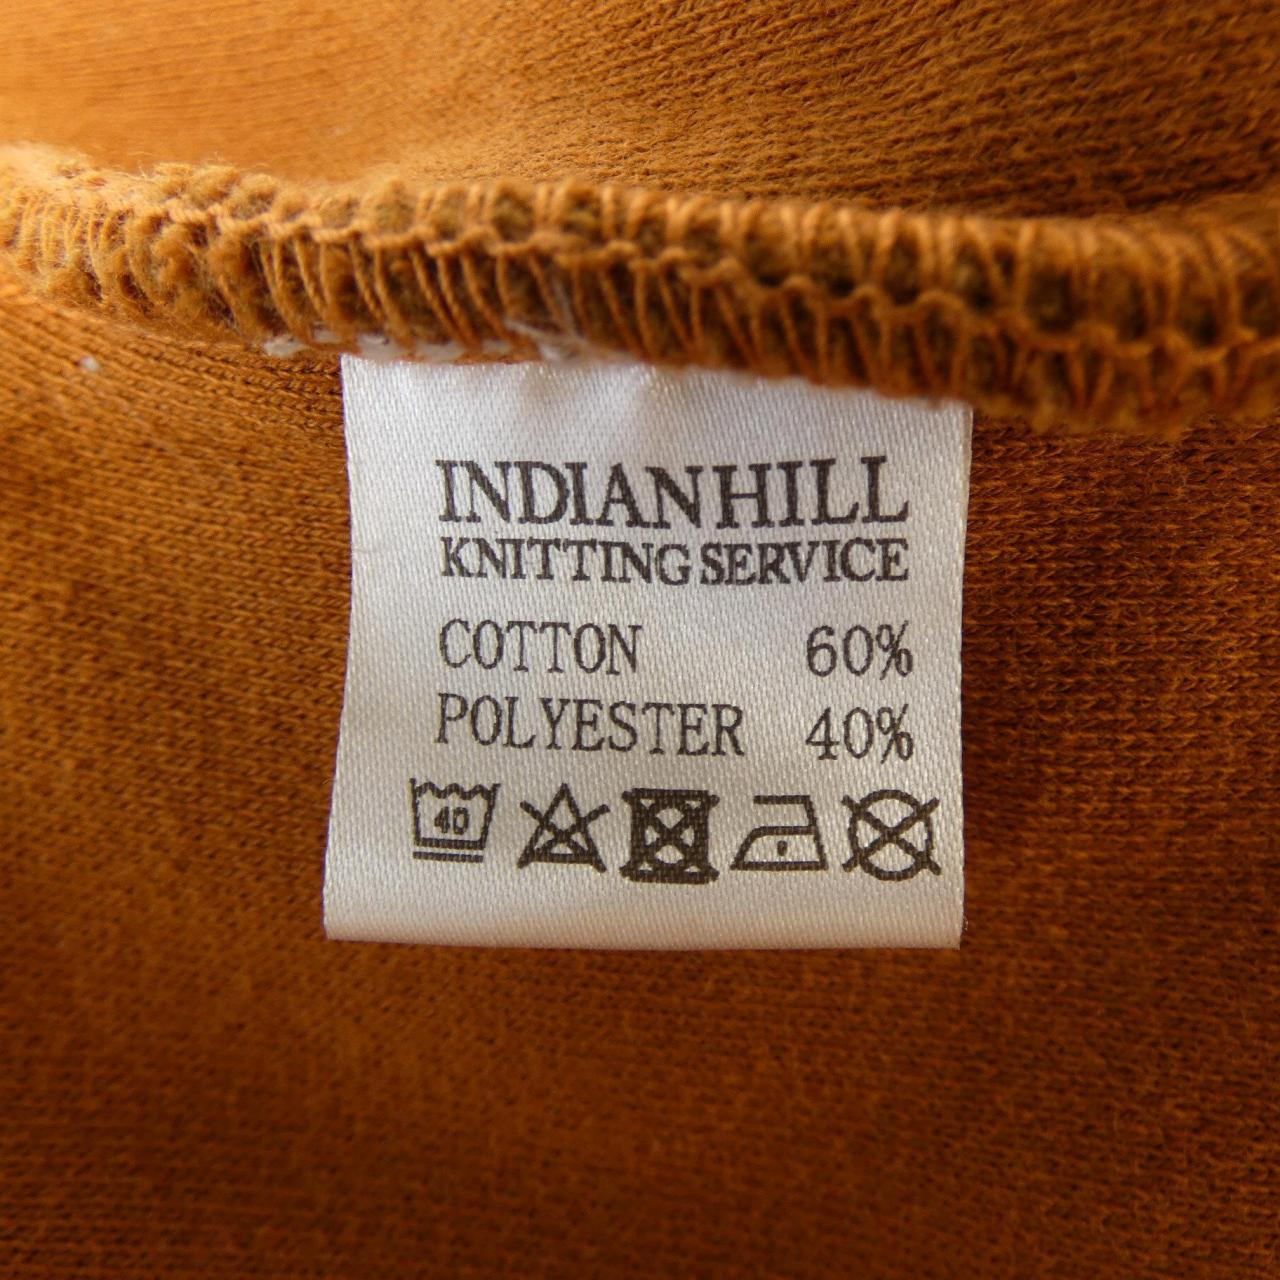 INDIANHILL
KNITTING SERVICE
COTTON 60%
POLYESTER 40%
40